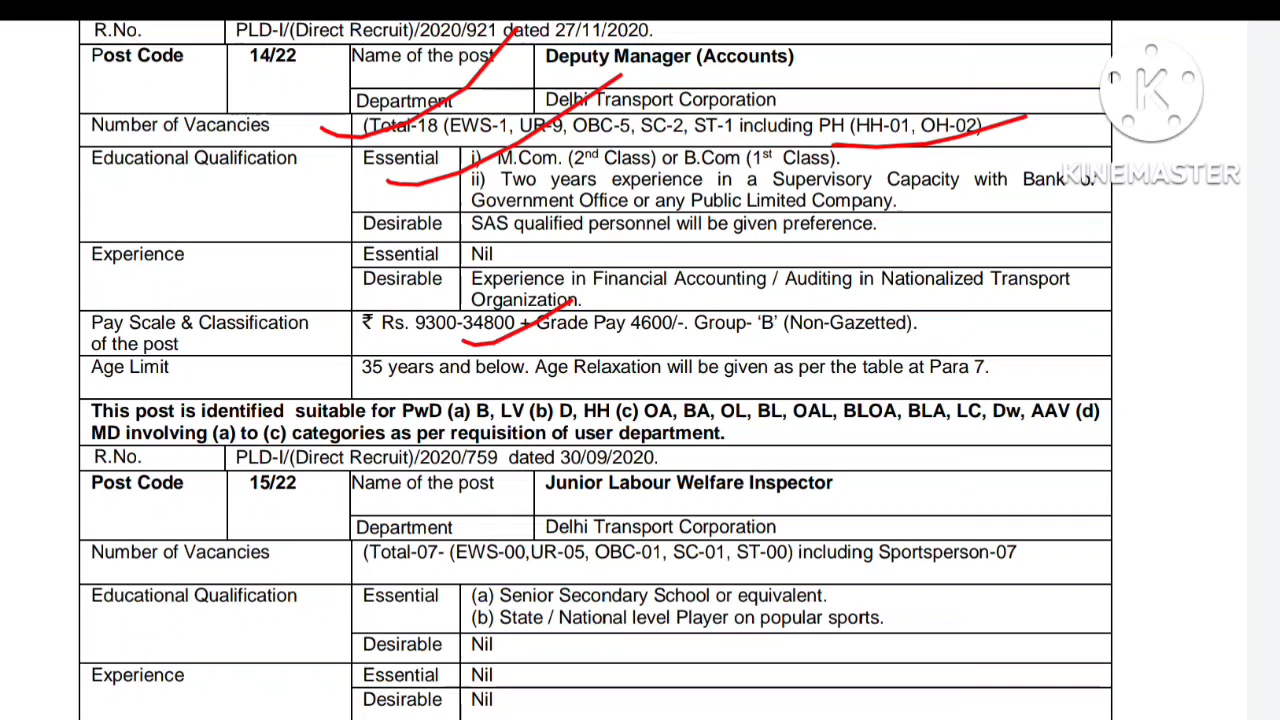 R.No. PLD-I/(Direct Recruit)/2020/921 dated 27/11/2020.
Post Code 14/22 Name of the post Deputy Manager (Accounts)
Department Delhi Transport Corporation
Number of Vacancies (Total-18 (EWS-1, UR-9, OBC-5, SC-2, ST-1 including PH (HH-01, OH-02)
Educational Qualification Essential i) M.Com. (2nd Class) or B.Com (1st Class).
ii) Two years experience in a Supervisory Capacity with Bank or
Government Office or any Public Limited Company.
Desirable SAS qualified personnel will be given preference.
Experience Essential Nil
Desirable Experience in Financial Accounting / Auditing in Nationalized Transport
Organization.
Pay Scale & Classification of the post ₹ Rs. 9300-34800 + Grade Pay 4600/-. Group- ‘B’ (Non-Gazetted).
Age Limit 35 years and below. Age Relaxation will be given as per the table at Para 7.
This post is identified suitable for PwD (a) B, LV (b) D, HH (c) OA, BA, OL, BL, OAL, BLOA, BLA, LC, Dw, AAV (d)
MD involving (a) to (c) categories as per requisition of user department.
R.No. PLD-I/(Direct Recruit)/2020/759 dated 30/09/2020.
Post Code 15/22 Name of the post Junior Labour Welfare Inspector
Department Delhi Transport Corporation
Number of Vacancies (Total-07- (EWS-00,UR-05, OBC-01, SC-01, ST-00) including Sportsperson-07
Educational Qualification Essential (a) Senior Secondary School or equivalent.
(b) State / National level Player on popular sports.
Desirable Nil
Experience Essential Nil
Desirable Nil
K
KINEMASTER